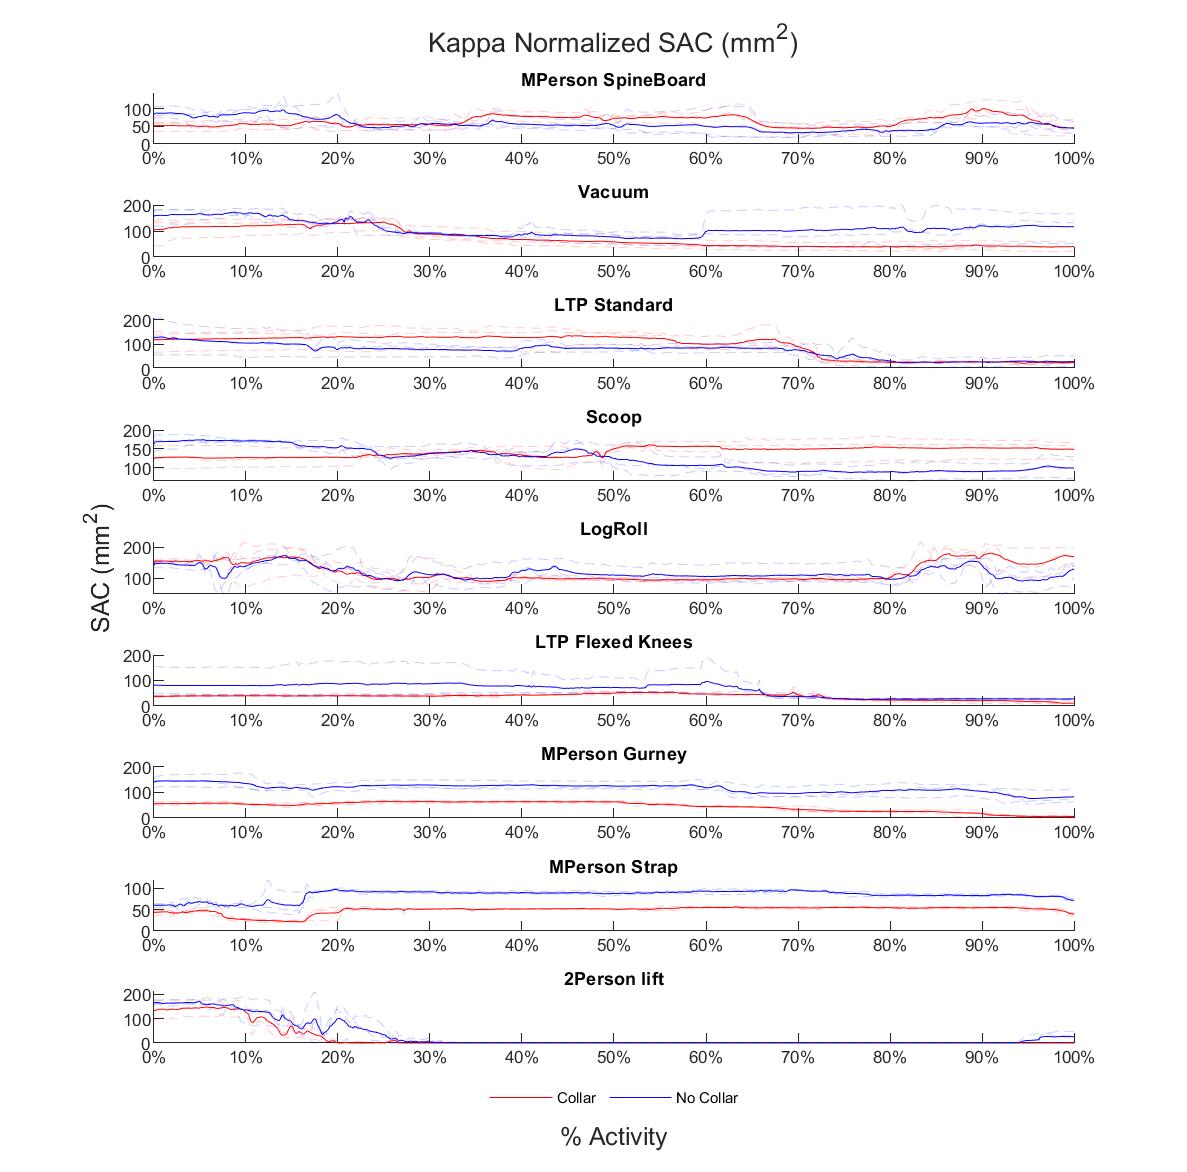 Kappa Normalized SAC (mm²)
MPerson SpineBoard
100
50
0
0% 10% 20% 30% 40% 50% 60% 70% 80% 90% 100%
Vacuum
200
100
0
0% 10% 20% 30% 40% 50% 60% 70% 80% 90% 100%
LTP Standard
200
100
0
0% 10% 20% 30% 40% 50% 60% 70% 80% 90% 100%
Scoop
200
150
100
0% 10% 20% 30% 40% 50% 60% 70% 80% 90% 100%
LogRoll
200
100
0% 10% 20% 30% 40% 50% 60% 70% 80% 90% 100%
SAC (mm²)
LTP Flexed Knees
200
100
0
0% 10% 20% 30% 40% 50% 60% 70% 80% 90% 100%
MPerson Gurney
200
100
0
0% 10% 20% 30% 40% 50% 60% 70% 80% 90% 100%
MPerson Strap
100
50
0
0% 10% 20% 30% 40% 50% 60% 70% 80% 90% 100%
2Person lift
200
100
0
0% 10% 20% 30% 40% 50% 60% 70% 80% 90% 100%
Collar No Collar
% Activity